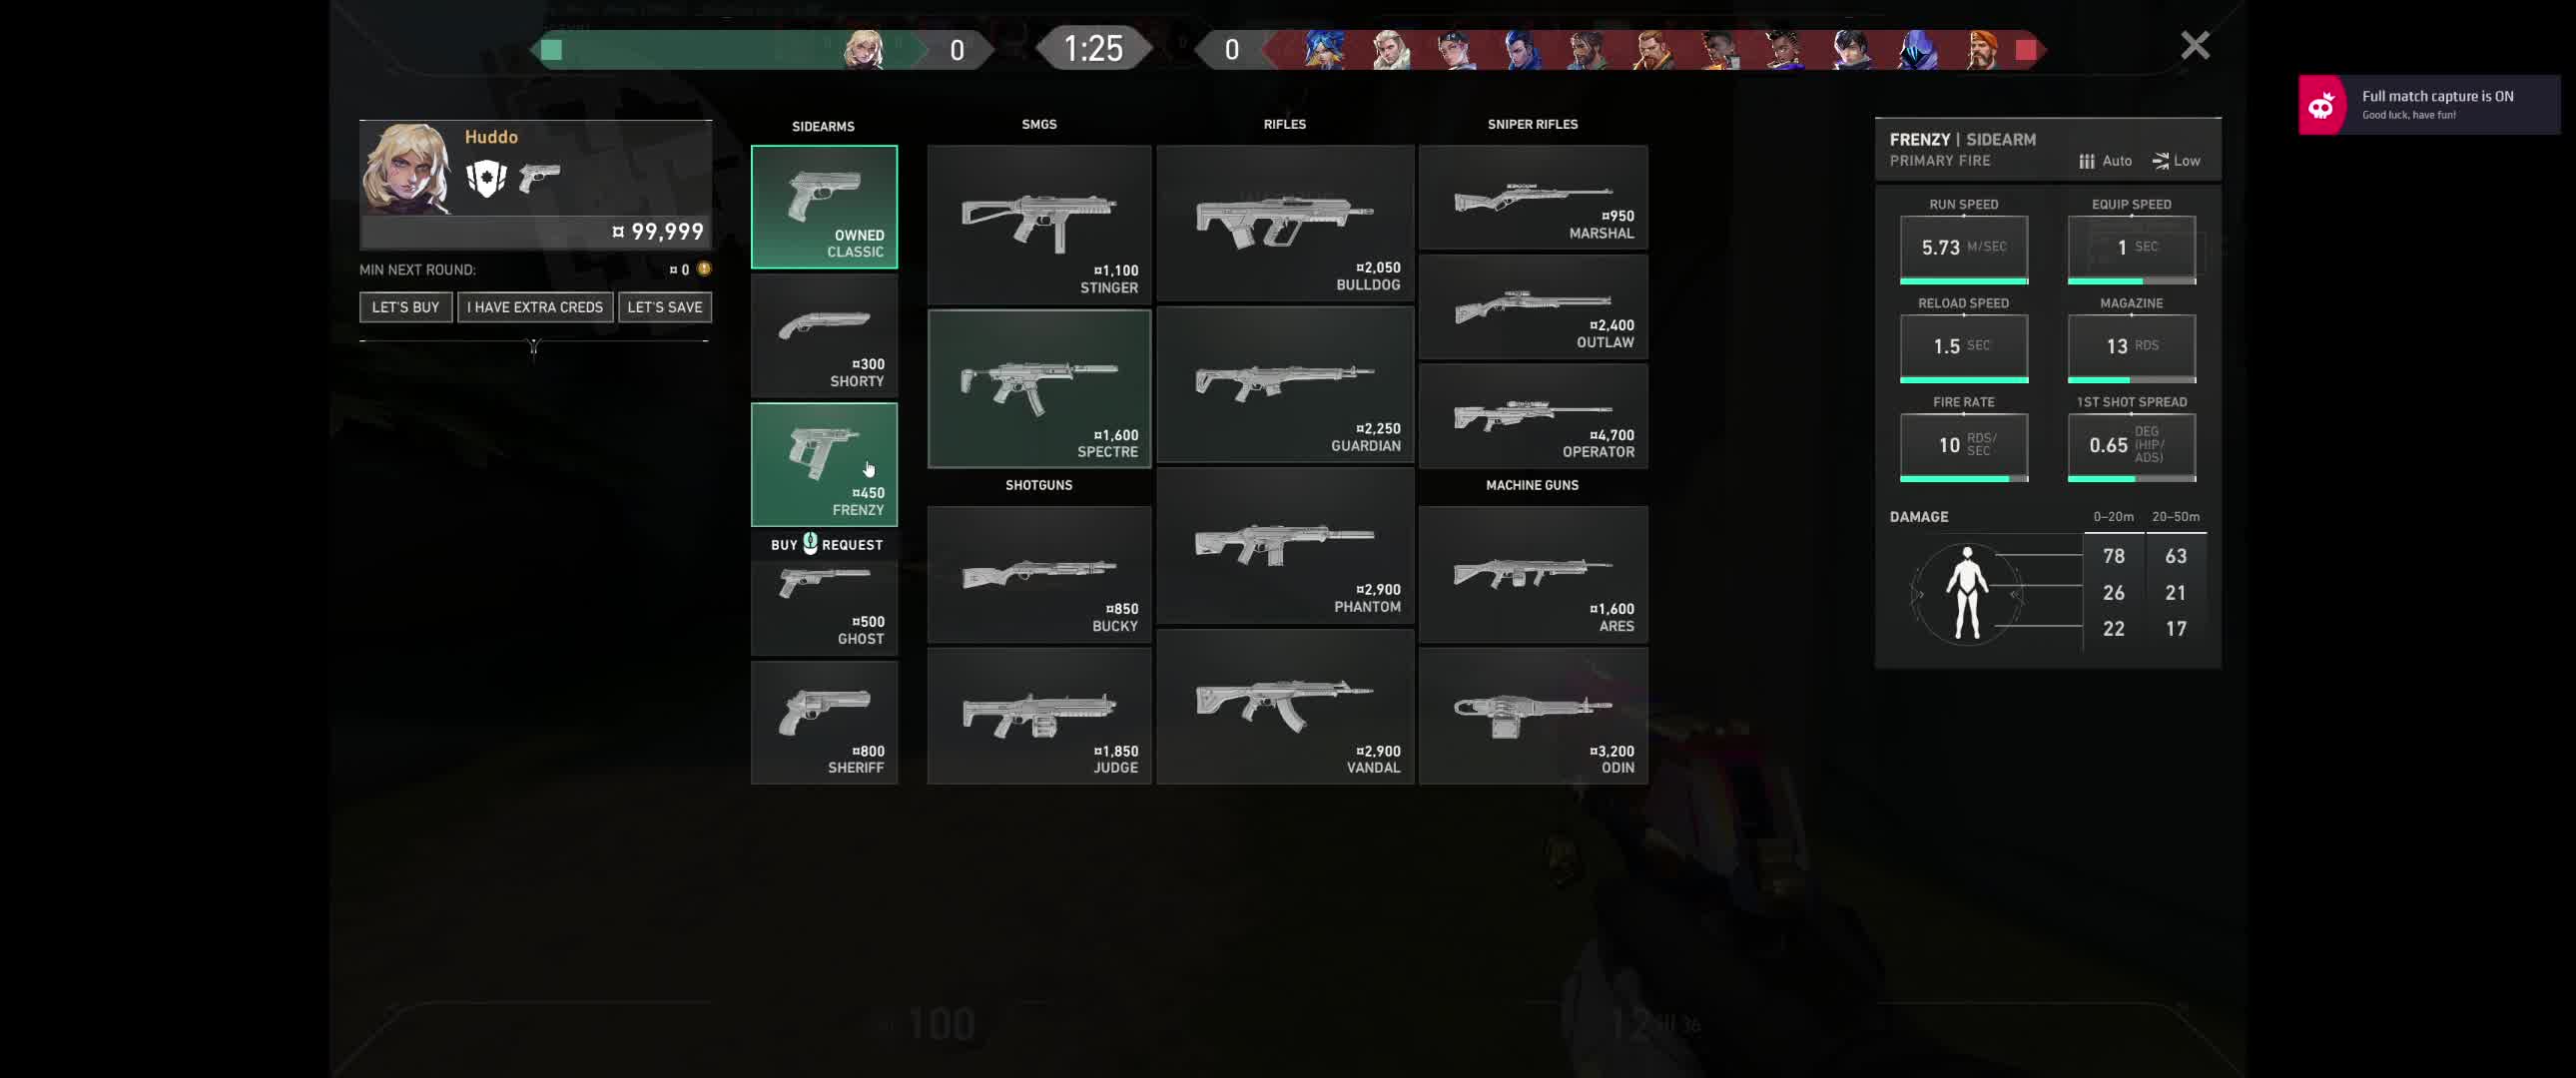 0
1:25
0
Full match capture is ON
Good luck, have fun!
Huddo
¤ 99,999
MIN NEXT ROUND:
¤ 0
LET'S BUY
I HAVE EXTRA CREDS
LET'S SAVE
SIDEARMS
OWNED
CLASSIC
¤300
SHORTY
¤450
FRENZY
BUY
REQUEST
¤500
GHOST
¤800
SHERIFF
SMGS
¤1,100
STINGER
¤1,600
SPECTRE
SHOTGUNS
¤850
BUCKY
¤1,850
JUDGE
RIFLES
¤2,050
BULLDOG
¤2,250
GUARDIAN
¤2,900
PHANTOM
¤2,900
VANDAL
SNIPER RIFLES
¤950
MARSHAL
¤2,400
OUTLAW
¤4,700
OPERATOR
MACHINE GUNS
¤1,600
ARES
¤3,200
ODIN
FRENZY | SIDEARM
PRIMARY FIRE
Auto
Low
RUN SPEED
5.73 M/SEC
EQUIP SPEED
1 SEC
RELOAD SPEED
1.5 SEC
MAGAZINE
13 RDS
FIRE RATE
10 RDS/
SEC
1ST SHOT SPREAD
0.65 DEG
(HIP/
ADS)
DAMAGE
0–20m
20–50m
78
63
26
21
22
17
100
12
36